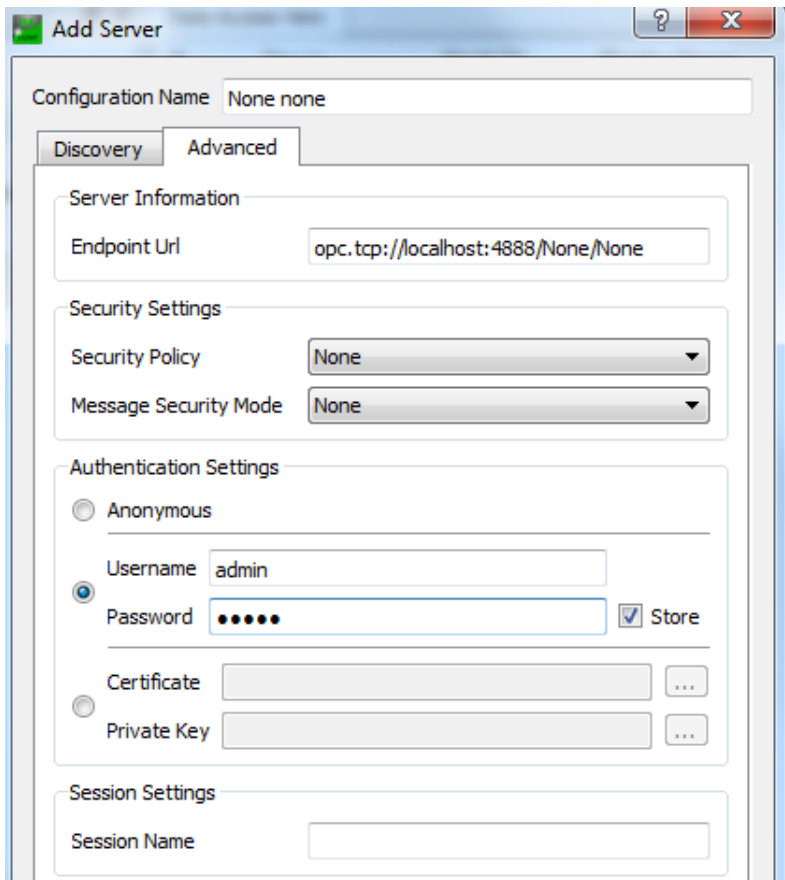 Add Server
Configuration Name None none
Discovery Advanced
Server Information
Endpoint Url opc.tcp://localhost:4888/None/None
Security Settings
Security Policy None
Message Security Mode None
Authentication Settings
Anonymous
Username admin
Password ●●●●● Store
Certificate ...
Private Key ...
Session Settings
Session Name